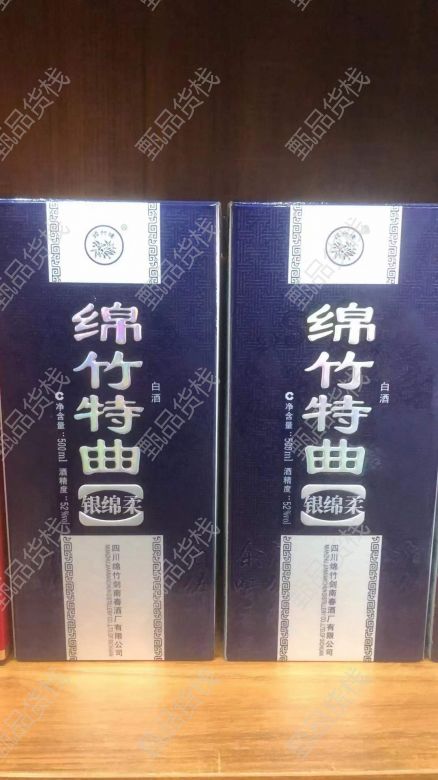 绵竹特曲
银绵柔
白酒
净含量：500ml 酒精度：52%vol
四川绵竹剑南春酒厂有限公司
绵竹特曲
银绵柔
白酒
净含量：500ml 酒精度：52%vol
四川绵竹剑南春酒厂有限公司
甄品货栈